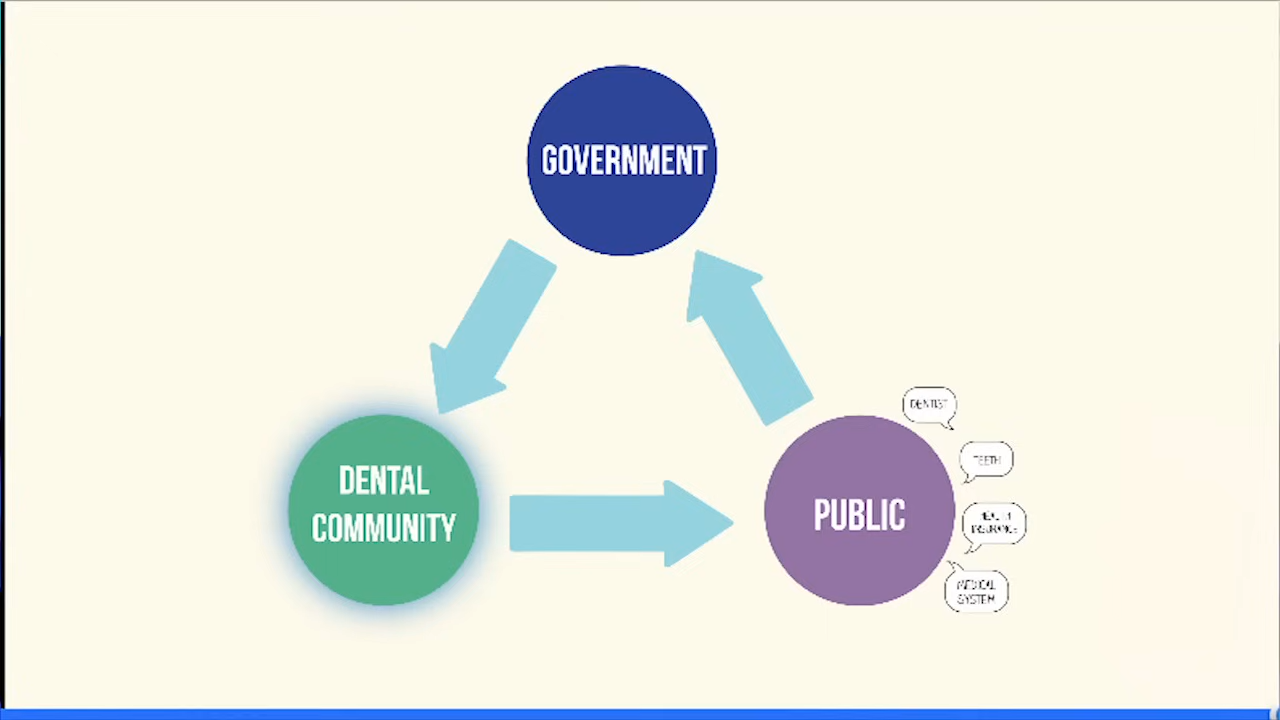 GOVERNMENT
DENTIST
TEETH
DENTAL
COMMUNITY
PUBLIC
HEALTH
INSURANCE
MEDICAL
SYSTEM